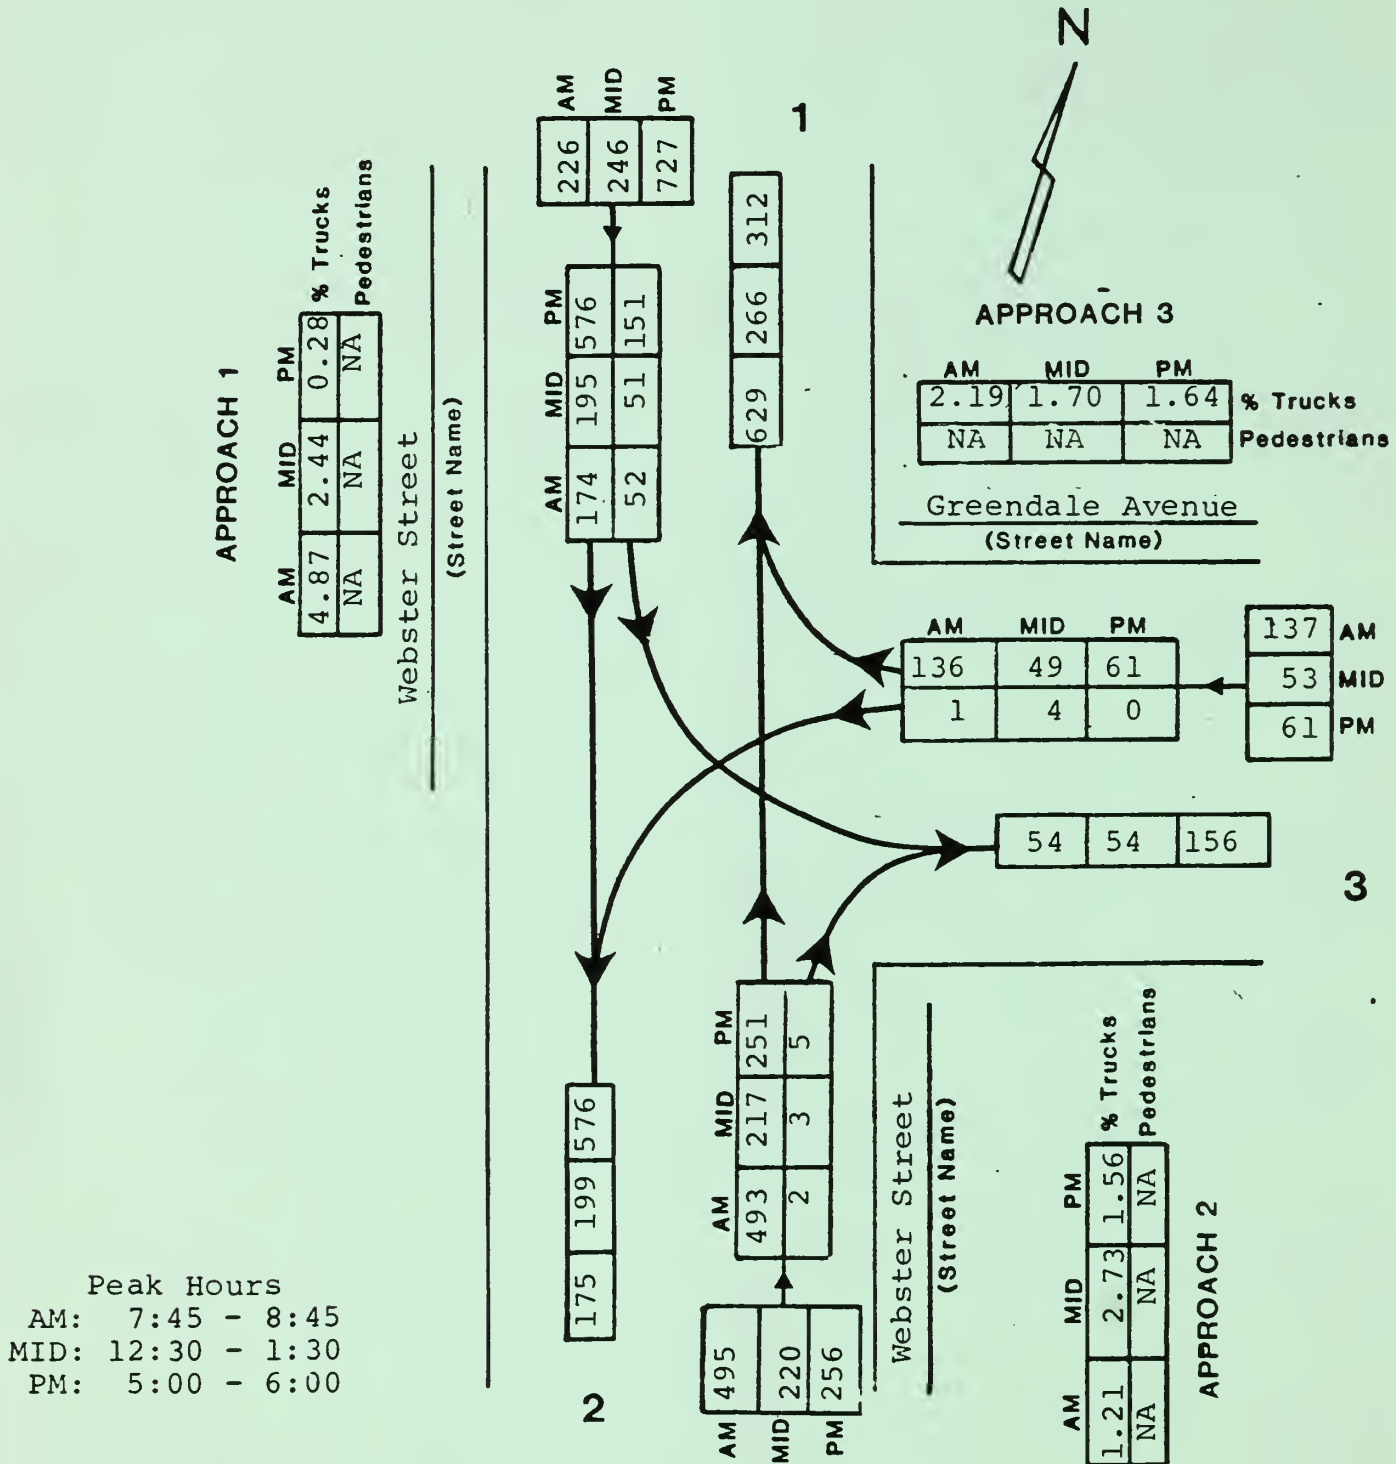 N
1
AM MID PM
226 246 727
312
266
629
APPROACH 1
AM MID PM
4.87 2.44 0.28 % Trucks
NA NA NA Pedestrians
Webster Street
(Street Name)
AM MID PM
174 195 576
52 51 151
APPROACH 3
AM MID PM
2.19 1.70 1.64 % Trucks
NA NA NA Pedestrians
Greendale Avenue
(Street Name)
AM MID PM
136 49 61
1 4 0
137 AM
53 MID
61 PM
54 54 156
3
175 199 576
2
AM MID PM
493 217 251
2 3 5
495 220 256
AM MID PM
Webster Street
(Street Name)
AM MID PM
1.21 2.73 1.56 % Trucks
NA NA NA Pedestrians
APPROACH 2
Peak Hours
AM: 7:45 - 8:45
MID: 12:30 - 1:30
PM: 5:00 - 6:00